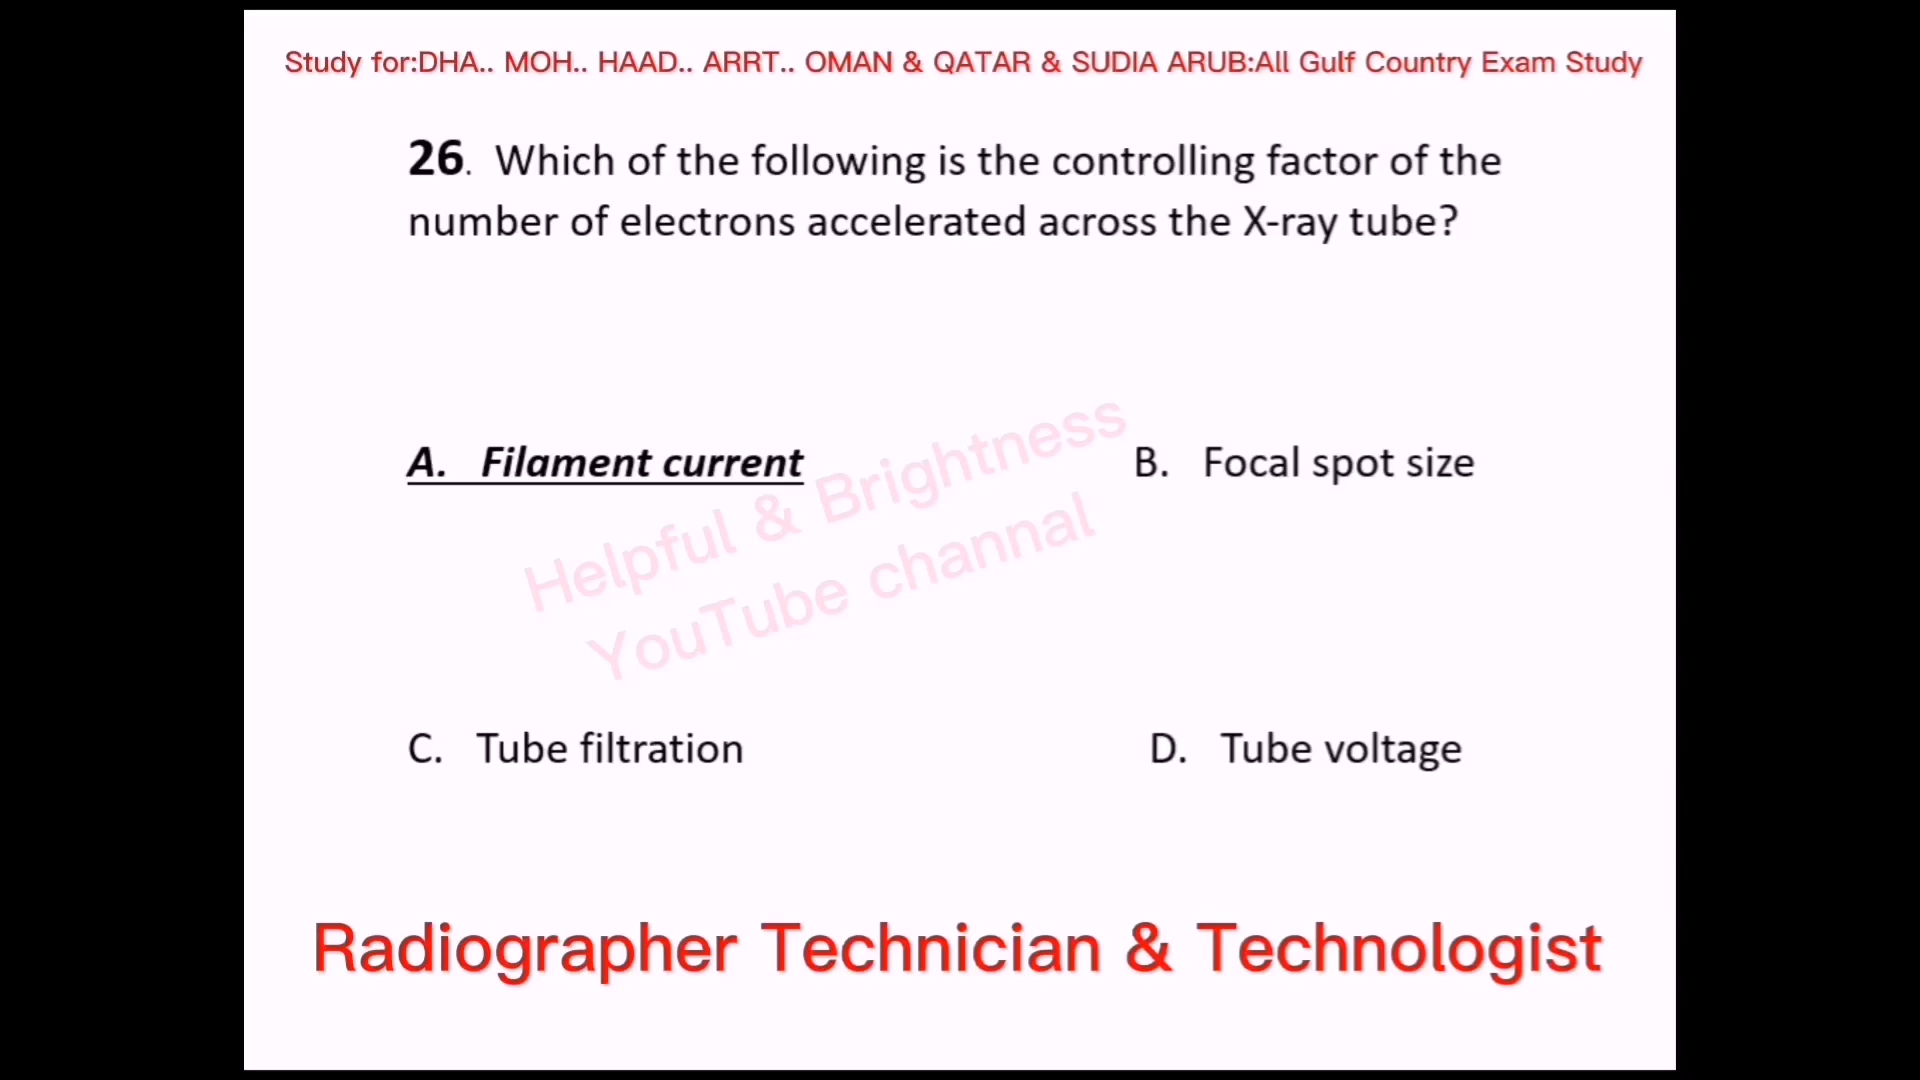 Study for:DHA.. MOH.. HAAD.. ARRT.. OMAN & QATAR & SUDIA ARUB:All Gulf Country Exam Study
26. Which of the following is the controlling factor of the
number of electrons accelerated across the X-ray tube?
A. Filament current
B. Focal spot size
Helpful & Brightness
YouTube channal
C. Tube filtration
D. Tube voltage
Radiographer Technician & Technologist